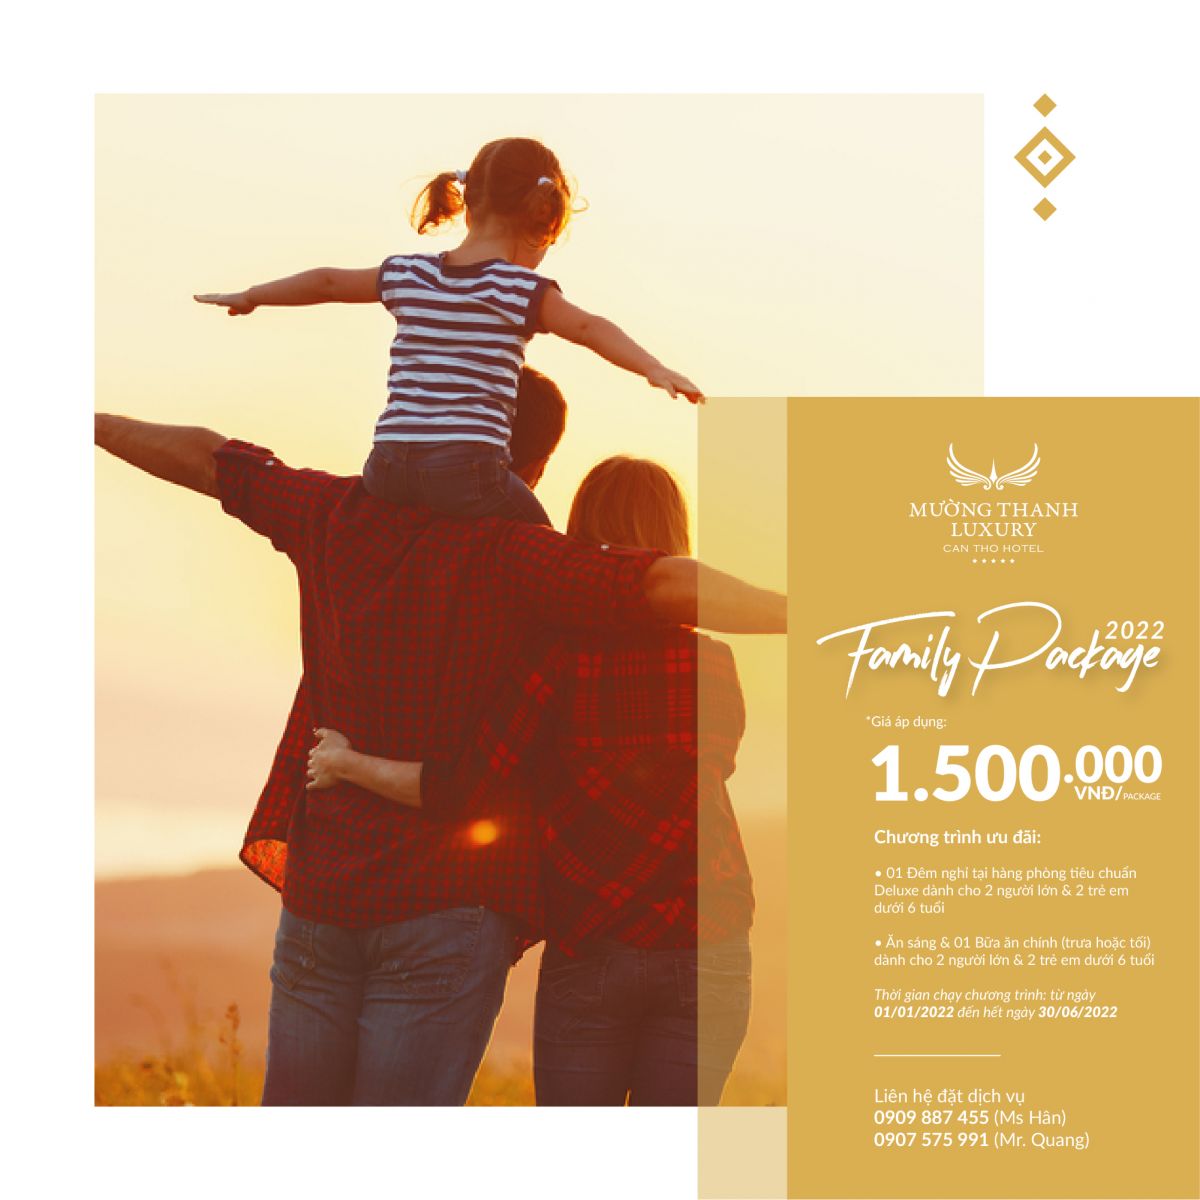 MƯỜNG THANH
LUXURY
CAN THO HOTEL
Family Package 2022
*Giá áp dụng:
1.500.000
VNĐ/PACKAGE
Chương trình ưu đãi:
• 01 Đêm nghỉ tại hàng phòng tiêu chuẩn
Deluxe dành cho 2 người lớn & 2 trẻ em
dưới 6 tuổi
• Ăn sáng & 01 Bữa ăn chính (trưa hoặc tối)
dành cho 2 người lớn & 2 trẻ em dưới 6 tuổi
Thời gian chạy chương trình: từ ngày
01/01/2022 đến hết ngày 30/06/2022
Liên hệ đặt dịch vụ
0909 887 455 (Ms Hân)
0907 575 991 (Mr. Quang)